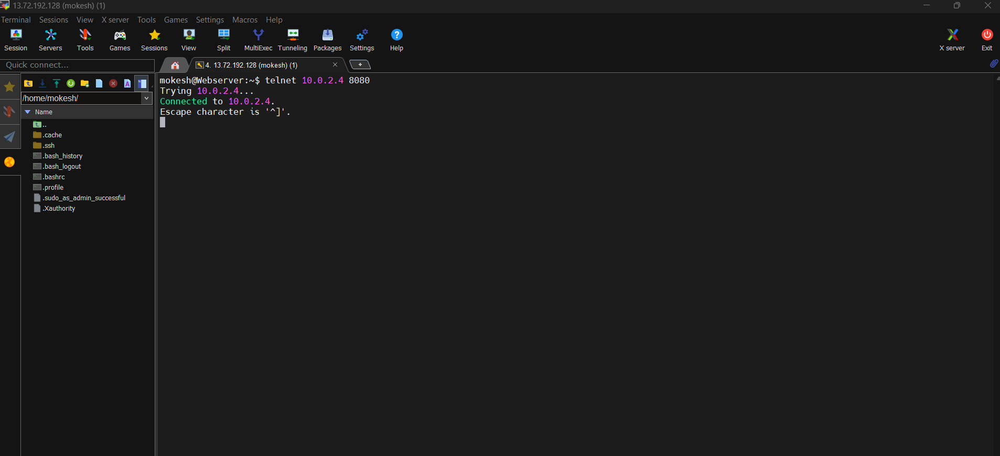 13.72.192.128 (mokesh) (1)
Terminal Sessions View X server Tools Games Settings Macros Help
Session Servers Tools Games Sessions View Split MultiExec Tunneling Packages Settings Help X server Exit
Quick connect...
4. 13.72.192.128 (mokesh) (1)
/home/mokesh/
Name
..
.cache
.ssh
.bash_history
.bash_logout
.bashrc
.profile
.sudo_as_admin_successful
.Xauthority
mokesh@Webserver:~$ telnet 10.0.2.4 8080
Trying 10.0.2.4...
Connected to 10.0.2.4.
Escape character is '^]'.